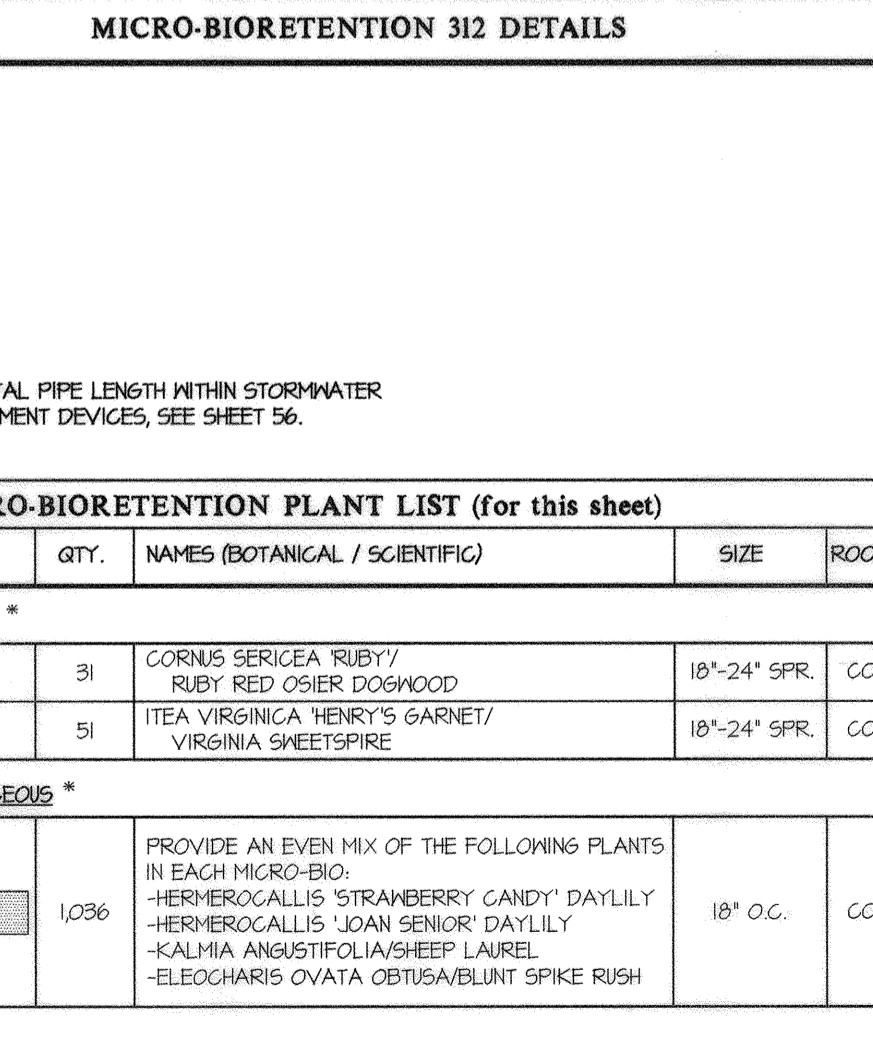 MICRO-BIORETENTION 312 DETAILS
TAL PIPE LENGTH WITHIN STORMWATER
MENT DEVICES, SEE SHEET 56.
RO-BIORETENTION PLANT LIST (for this sheet)
QTY. NAMES (BOTANICAL / SCIENTIFIC) SIZE ROO
*
31 CORNUS SERICEA 'RUBY'/ 18"-24" SPR. CO
RUBY RED OSIER DOGWOOD
51 ITEA VIRGINICA 'HENRY'S GARNET/ 18"-24" SPR. CO
VIRGINIA SWEETSPIRE
EOUS *
1,036 PROVIDE AN EVEN MIX OF THE FOLLOWING PLANTS 18" O.C. CO
IN EACH MICRO-BIO:
-HERMEROCALLIS 'STRAWBERRY CANDY' DAYLILY
-HERMEROCALLIS 'JOAN SENIOR' DAYLILY
-KALMIA ANGUSTIFOLIA/SHEEP LAUREL
-ELEOCHARIS OVATA OBTUSA/BLUNT SPIKE RUSH